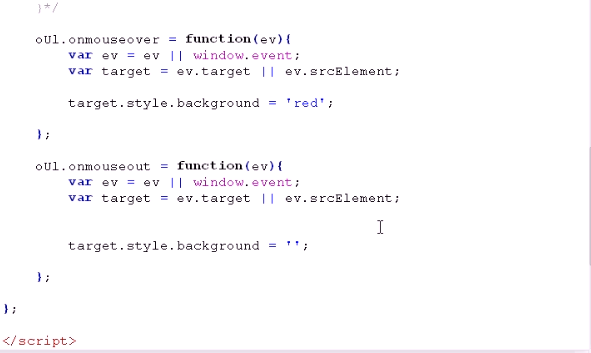 }*/
oUl.onmouseover = function(ev){
var ev = ev || window.event;
var target = ev.target || ev.srcElement;
target.style.background = 'red';
};
oUl.onmouseout = function(ev){
var ev = ev || window.event;
var target = ev.target || ev.srcElement;
target.style.background = '';
};
};
</script>